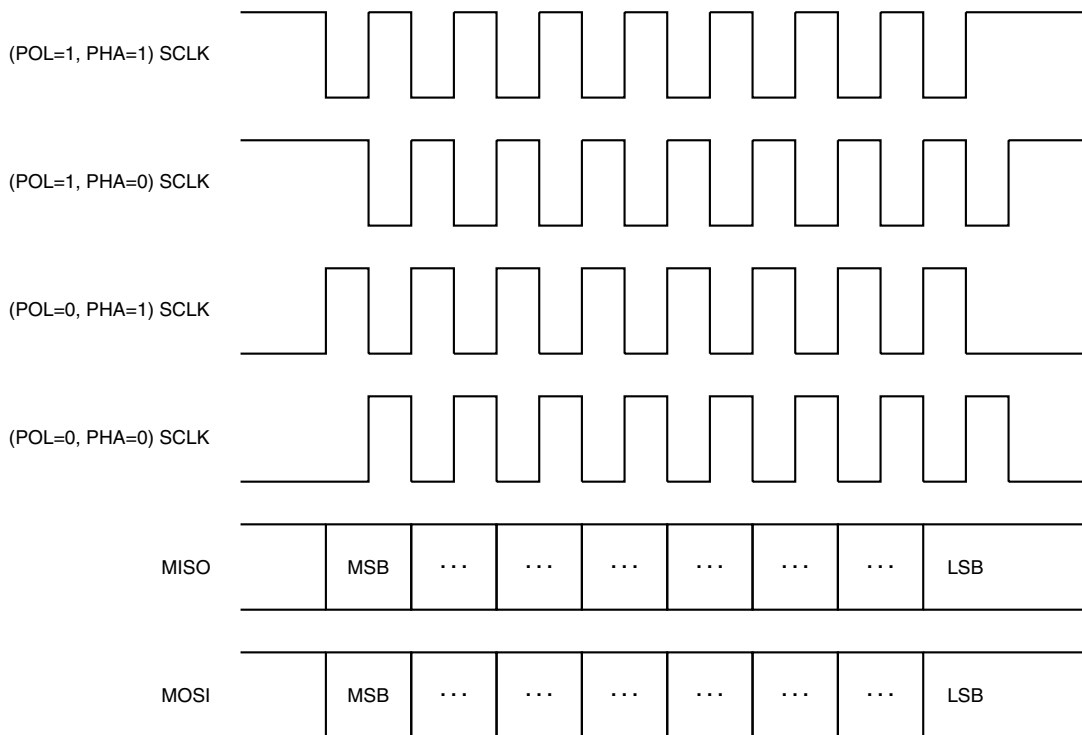 (POL=1, PHA=1) SCLK
(POL=1, PHA=0) SCLK
(POL=0, PHA=1) SCLK
(POL=0, PHA=0) SCLK
MISO MSB ... ... ... ... ... ... LSB
MOSI MSB ... ... ... ... ... ... LSB